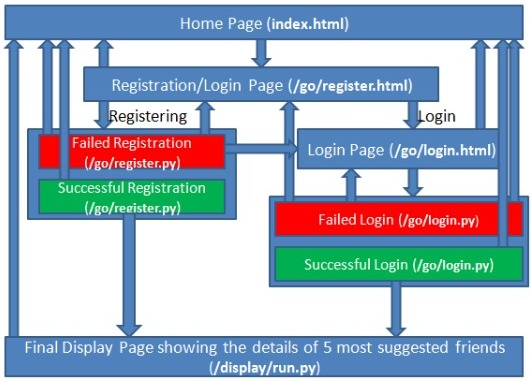 Home Page (index.html)
Registration/Login Page (/go/register.html)
Registering
Login
Failed Registration
(/go/register.py)
Login Page (/go/login.html)
Successful Registration
(/go/register.py)
Failed Login (/go/login.py)
Successful Login (/go/login.py)
Final Display Page showing the details of 5 most suggested friends
(/display/run.py)